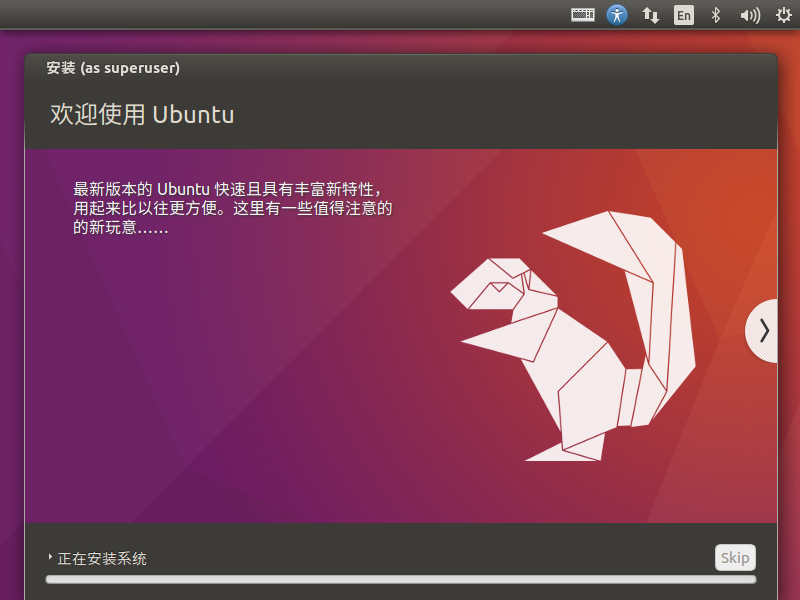 En
安装 (as superuser)
欢迎使用 Ubuntu
最新版本的 Ubuntu 快速且具有丰富新特性，
用起来比以往更方便。这里有一些值得注意的
的新玩意……
正在安装系统
Skip